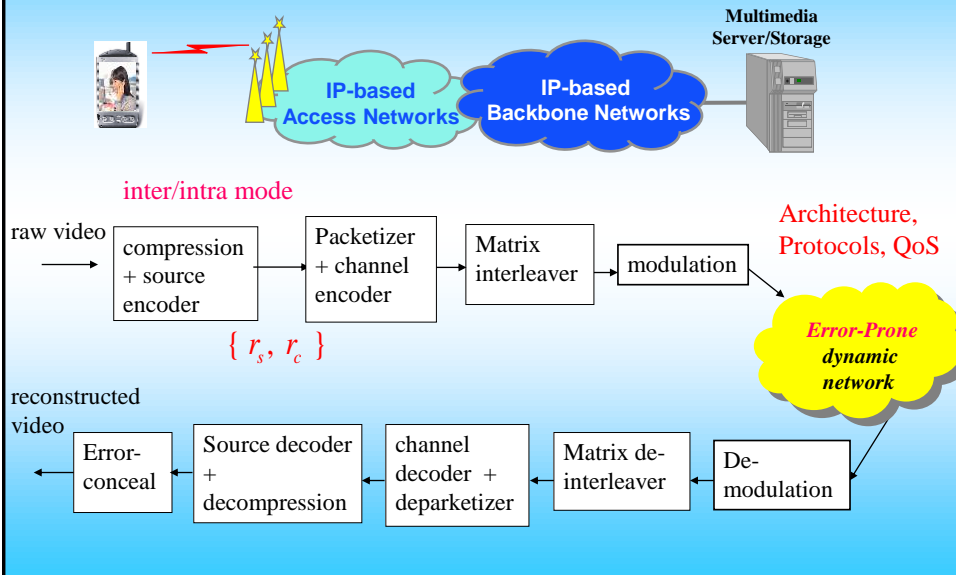 Multimedia
Server/Storage
IP-based
Access Networks
IP-based
Backbone Networks
inter/intra mode
Architecture,
Protocols, QoS
raw video
compression
+ source
encoder
Packetizer
+ channel
encoder
Matrix
interleaver
modulation
{ r_s, r_c }
Error-Prone
dynamic
network
reconstructed
video
Error-
conceal
Source decoder
+
decompression
channel
decoder +
deparketizer
Matrix de-
interleaver
De-
modulation